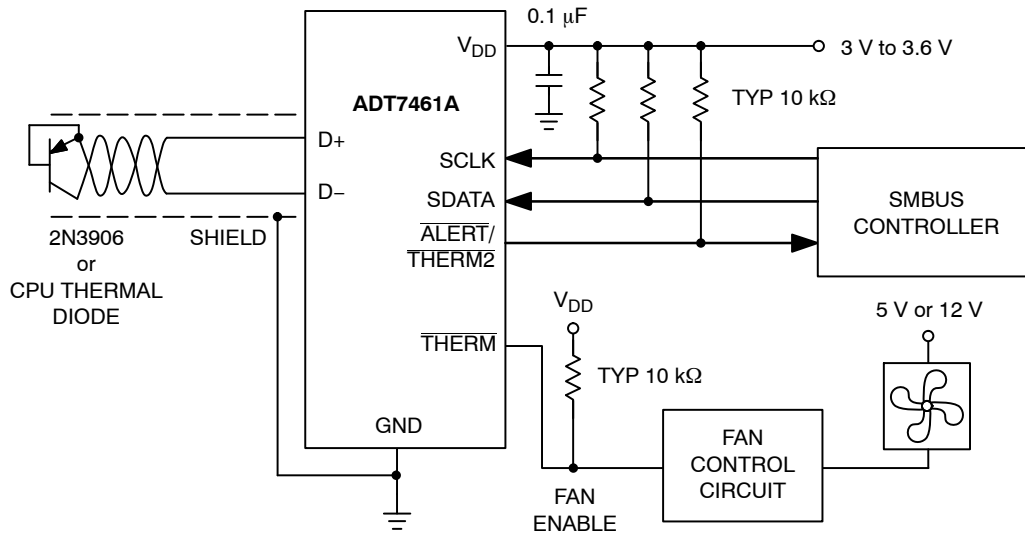 0.1 μF
V_DD
3 V to 3.6 V
ADT7461A
TYP 10 kΩ
D+
SCLK
D−
SDATA
SMBUS
CONTROLLER
2N3906
or
CPU THERMAL
DIODE
SHIELD
ALERT/
THERM2
V_DD
5 V or 12 V
THERM
TYP 10 kΩ
GND
FAN
CONTROL
CIRCUIT
FAN
ENABLE